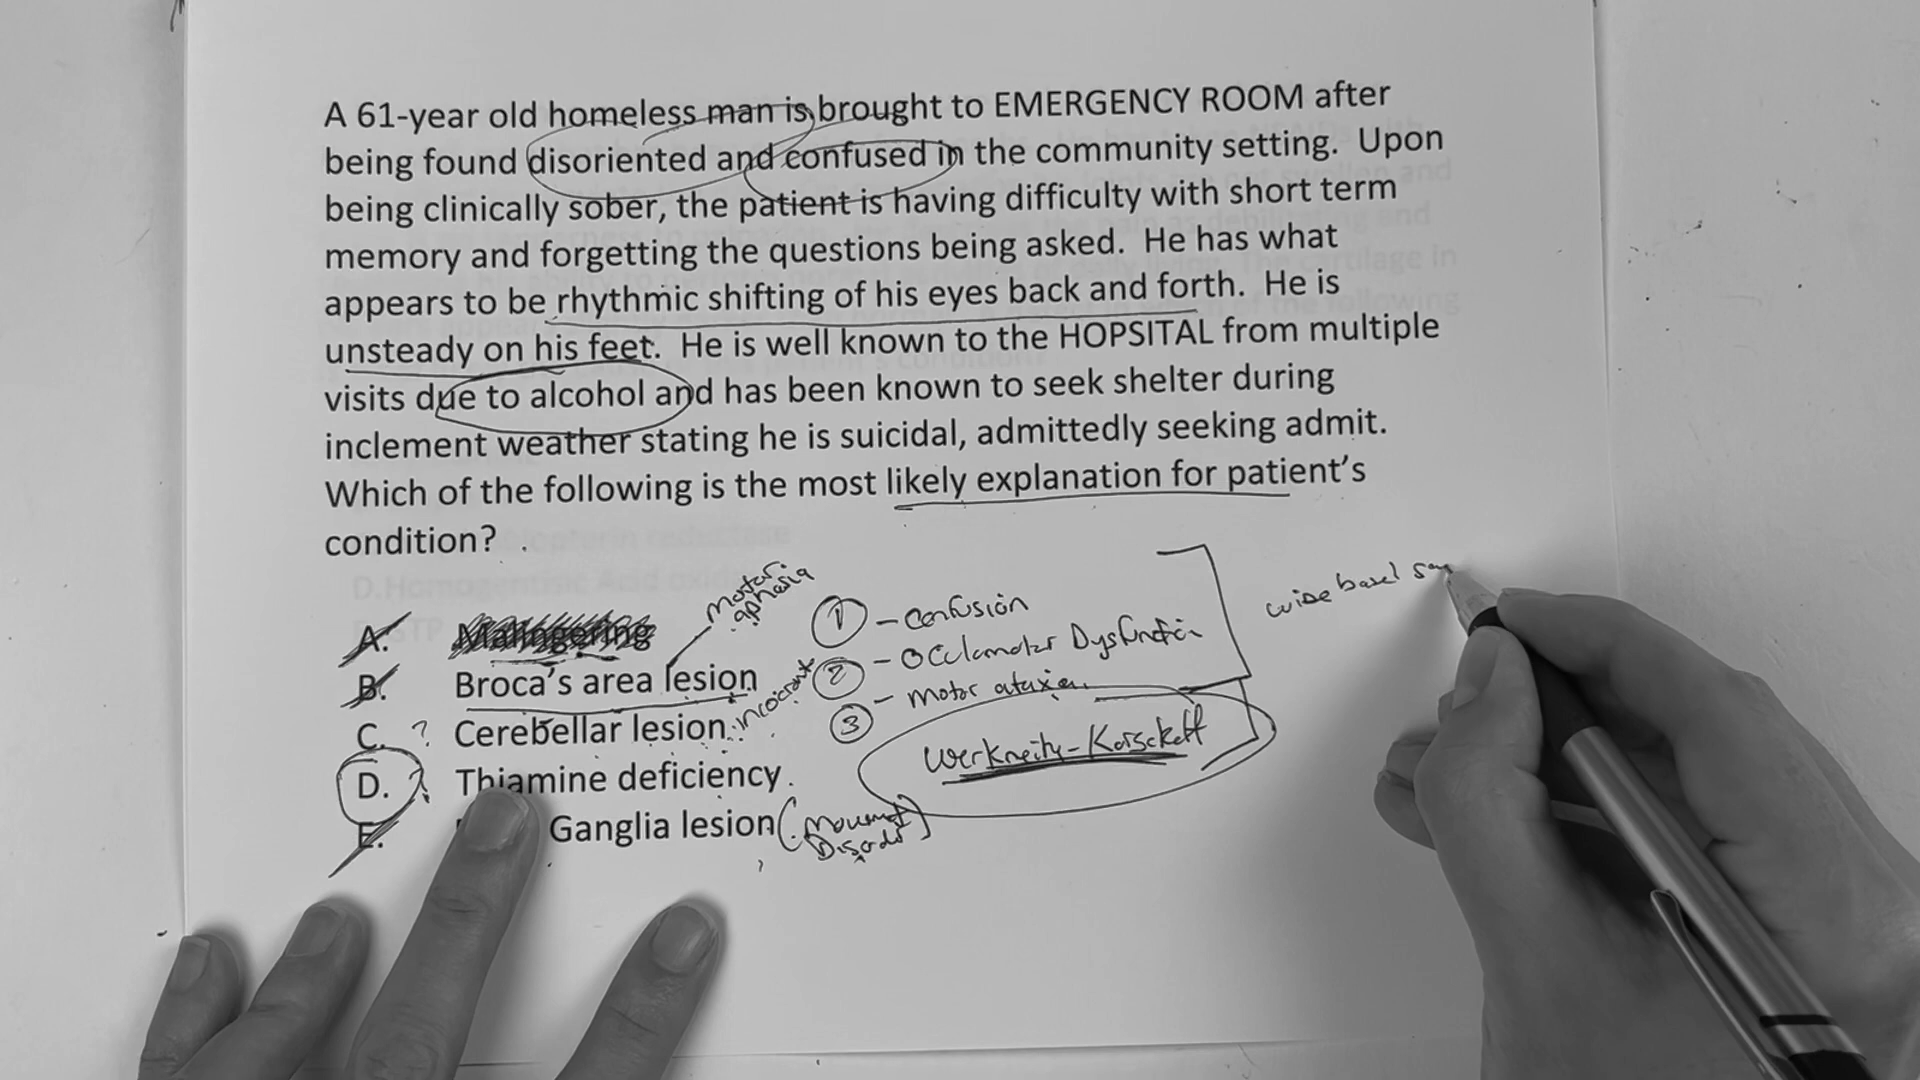 A 61-year old homeless man is brought to EMERGENCY ROOM after
being found disoriented and confused in the community setting. Upon
being clinically sober, the patient is having difficulty with short term
memory and forgetting the questions being asked. He has what
appears to be rhythmic shifting of his eyes back and forth. He is
unsteady on his feet. He is well known to the HOPSITAL from multiple
visits due to alcohol and has been known to seek shelter during
inclement weather stating he is suicidal, admittedly seeking admit.
Which of the following is the most likely explanation for patient's
condition?
A. Malingering
B. Broca's area lesion
C. ? Cerebellar lesion
D. ? Thiamine deficiency
E. Ganglia lesion
motor
aphasia
① - confusion
② - Occulomotor Dysfunction
③ - motor ataxia
wide based